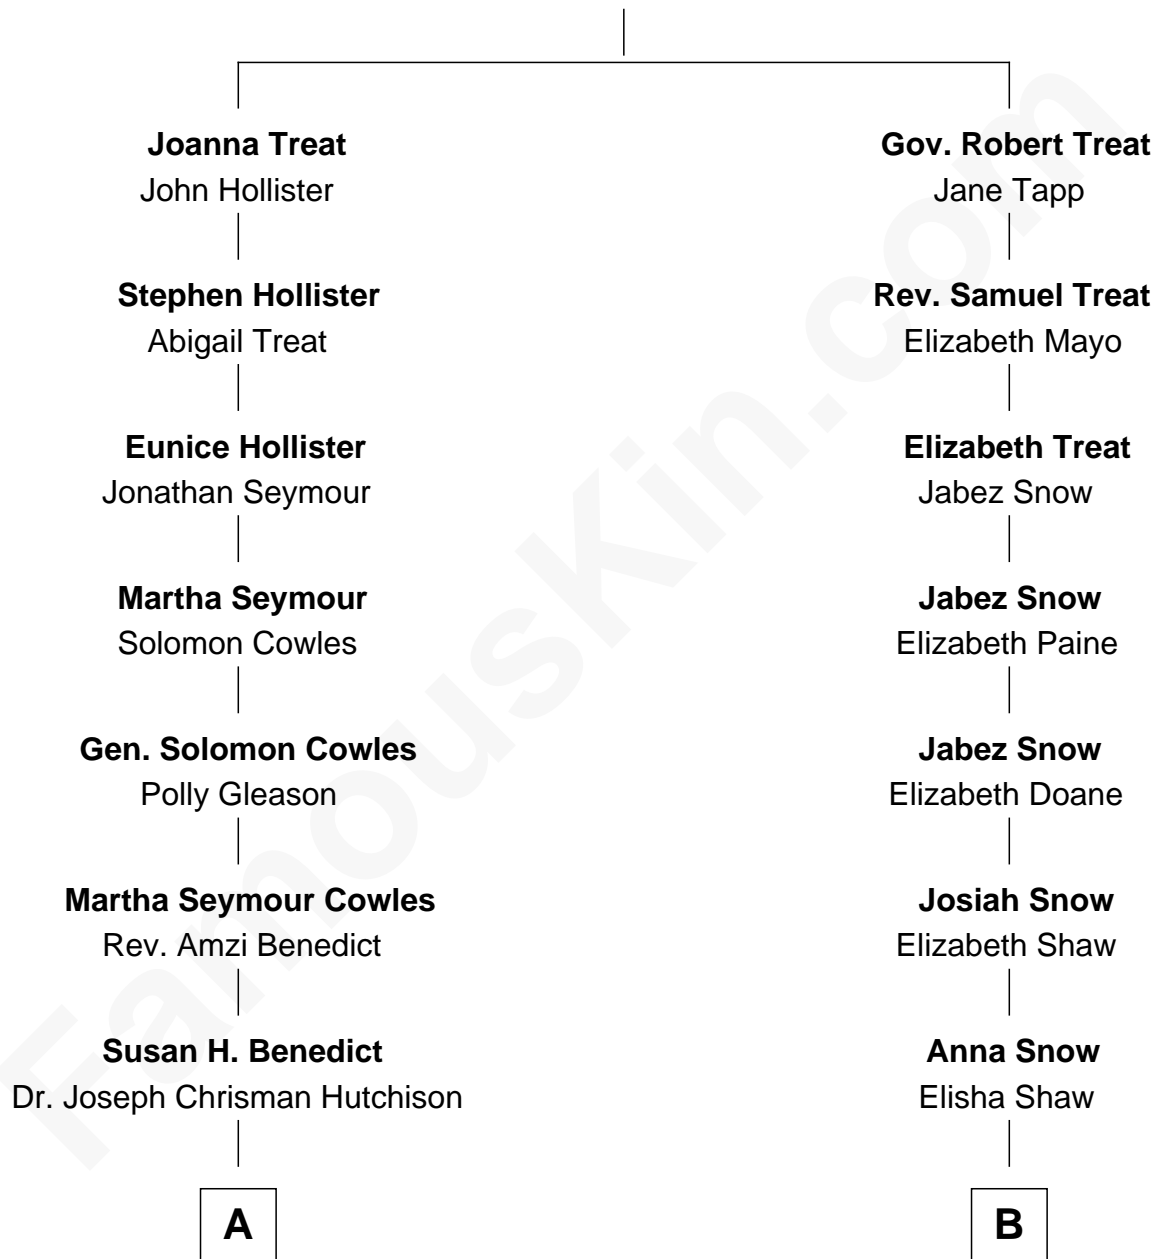 Joanna Treat
John Hollister
Stephen Hollister
Abigail Treat
Eunice Hollister
Jonathan Seymour
Martha Seymour
Solomon Cowles
Gen. Solomon Cowles
Polly Gleason
Martha Seymour Cowles
Rev. Amzi Benedict
Susan H. Benedict
Dr. Joseph Chrisman Hutchison
A
Gov. Robert Treat
Jane Tapp
Rev. Samuel Treat
Elizabeth Mayo
Elizabeth Treat
Jabez Snow
Jabez Snow
Elizabeth Paine
Jabez Snow
Elizabeth Doane
Josiah Snow
Elizabeth Shaw
Anna Snow
Elisha Shaw
B
FamousKin.com